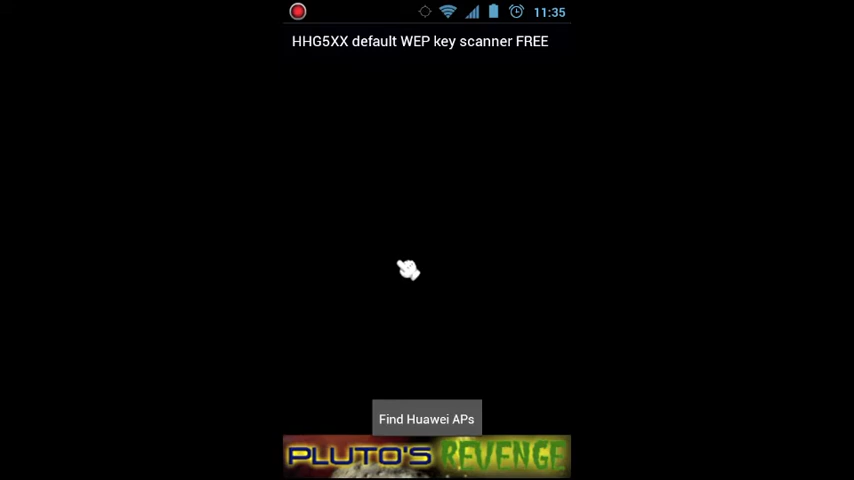 11:35
HHG5XX default WEP key scanner FREE
Find Huawei APs
PLUTO'S REVENGE